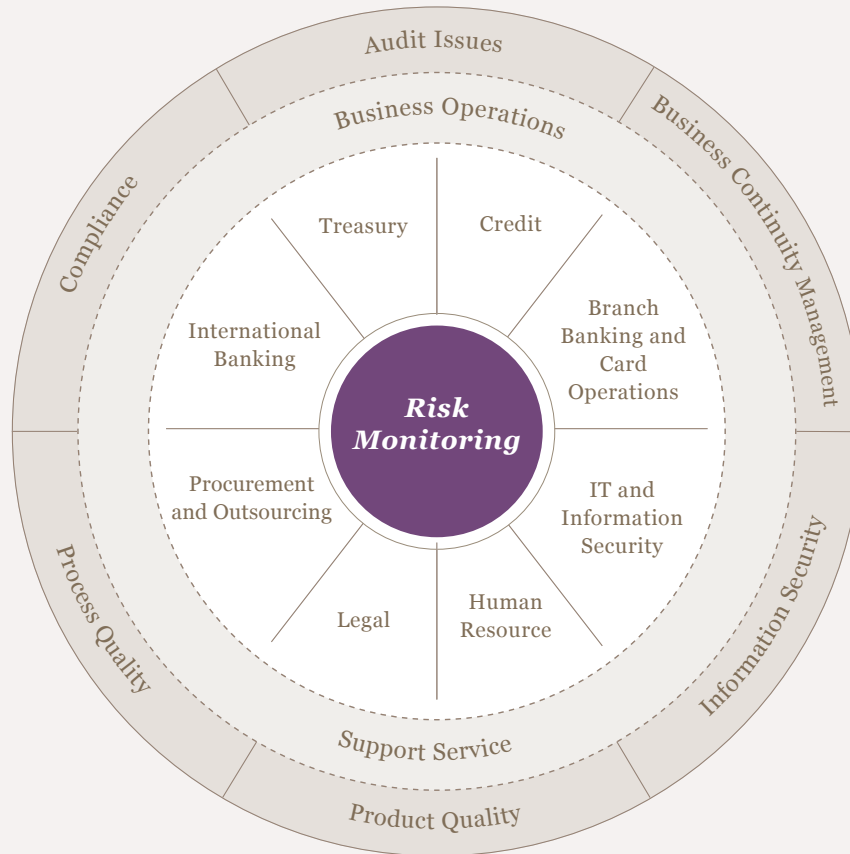 Audit Issues
Business Continuity Management
Information Security
Product Quality
Process Quality
Compliance
Business Operations
Support Service
Treasury
Credit
Branch
Banking and
Card
Operations
IT and
Information
Security
Human
Resource
Legal
Procurement
and Outsourcing
International
Banking
Risk
Monitoring